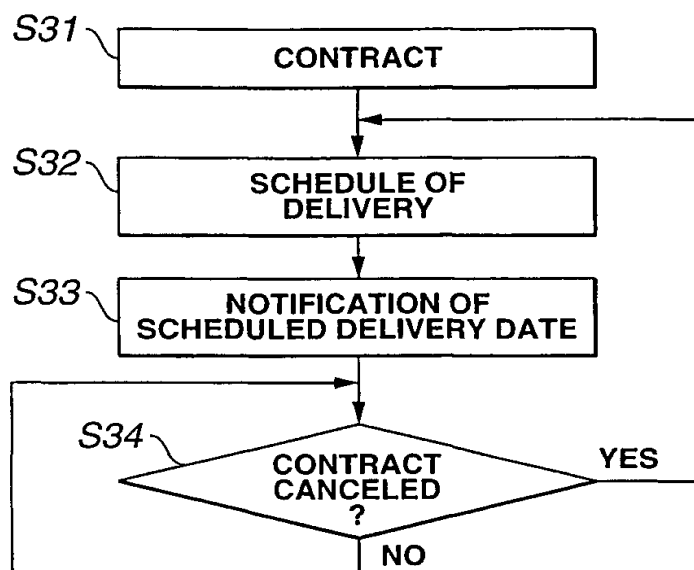 S31
CONTRACT
S32
SCHEDULE OF
DELIVERY
S33
NOTIFICATION OF
SCHEDULED DELIVERY DATE
S34
CONTRACT
CANCELED
?
YES
NO